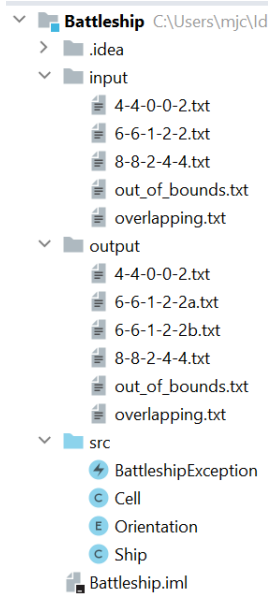 Battleship C:\Users\mjc\Id
.idea
input
4-4-0-0-2.txt
6-6-1-2-2.txt
8-8-2-4-4.txt
out_of_bounds.txt
overlapping.txt
output
4-4-0-0-2.txt
6-6-1-2-2a.txt
6-6-1-2-2b.txt
8-8-2-4-4.txt
out_of_bounds.txt
overlapping.txt
src
BattleshipException
C Cell
E Orientation
C Ship
Battleship.iml